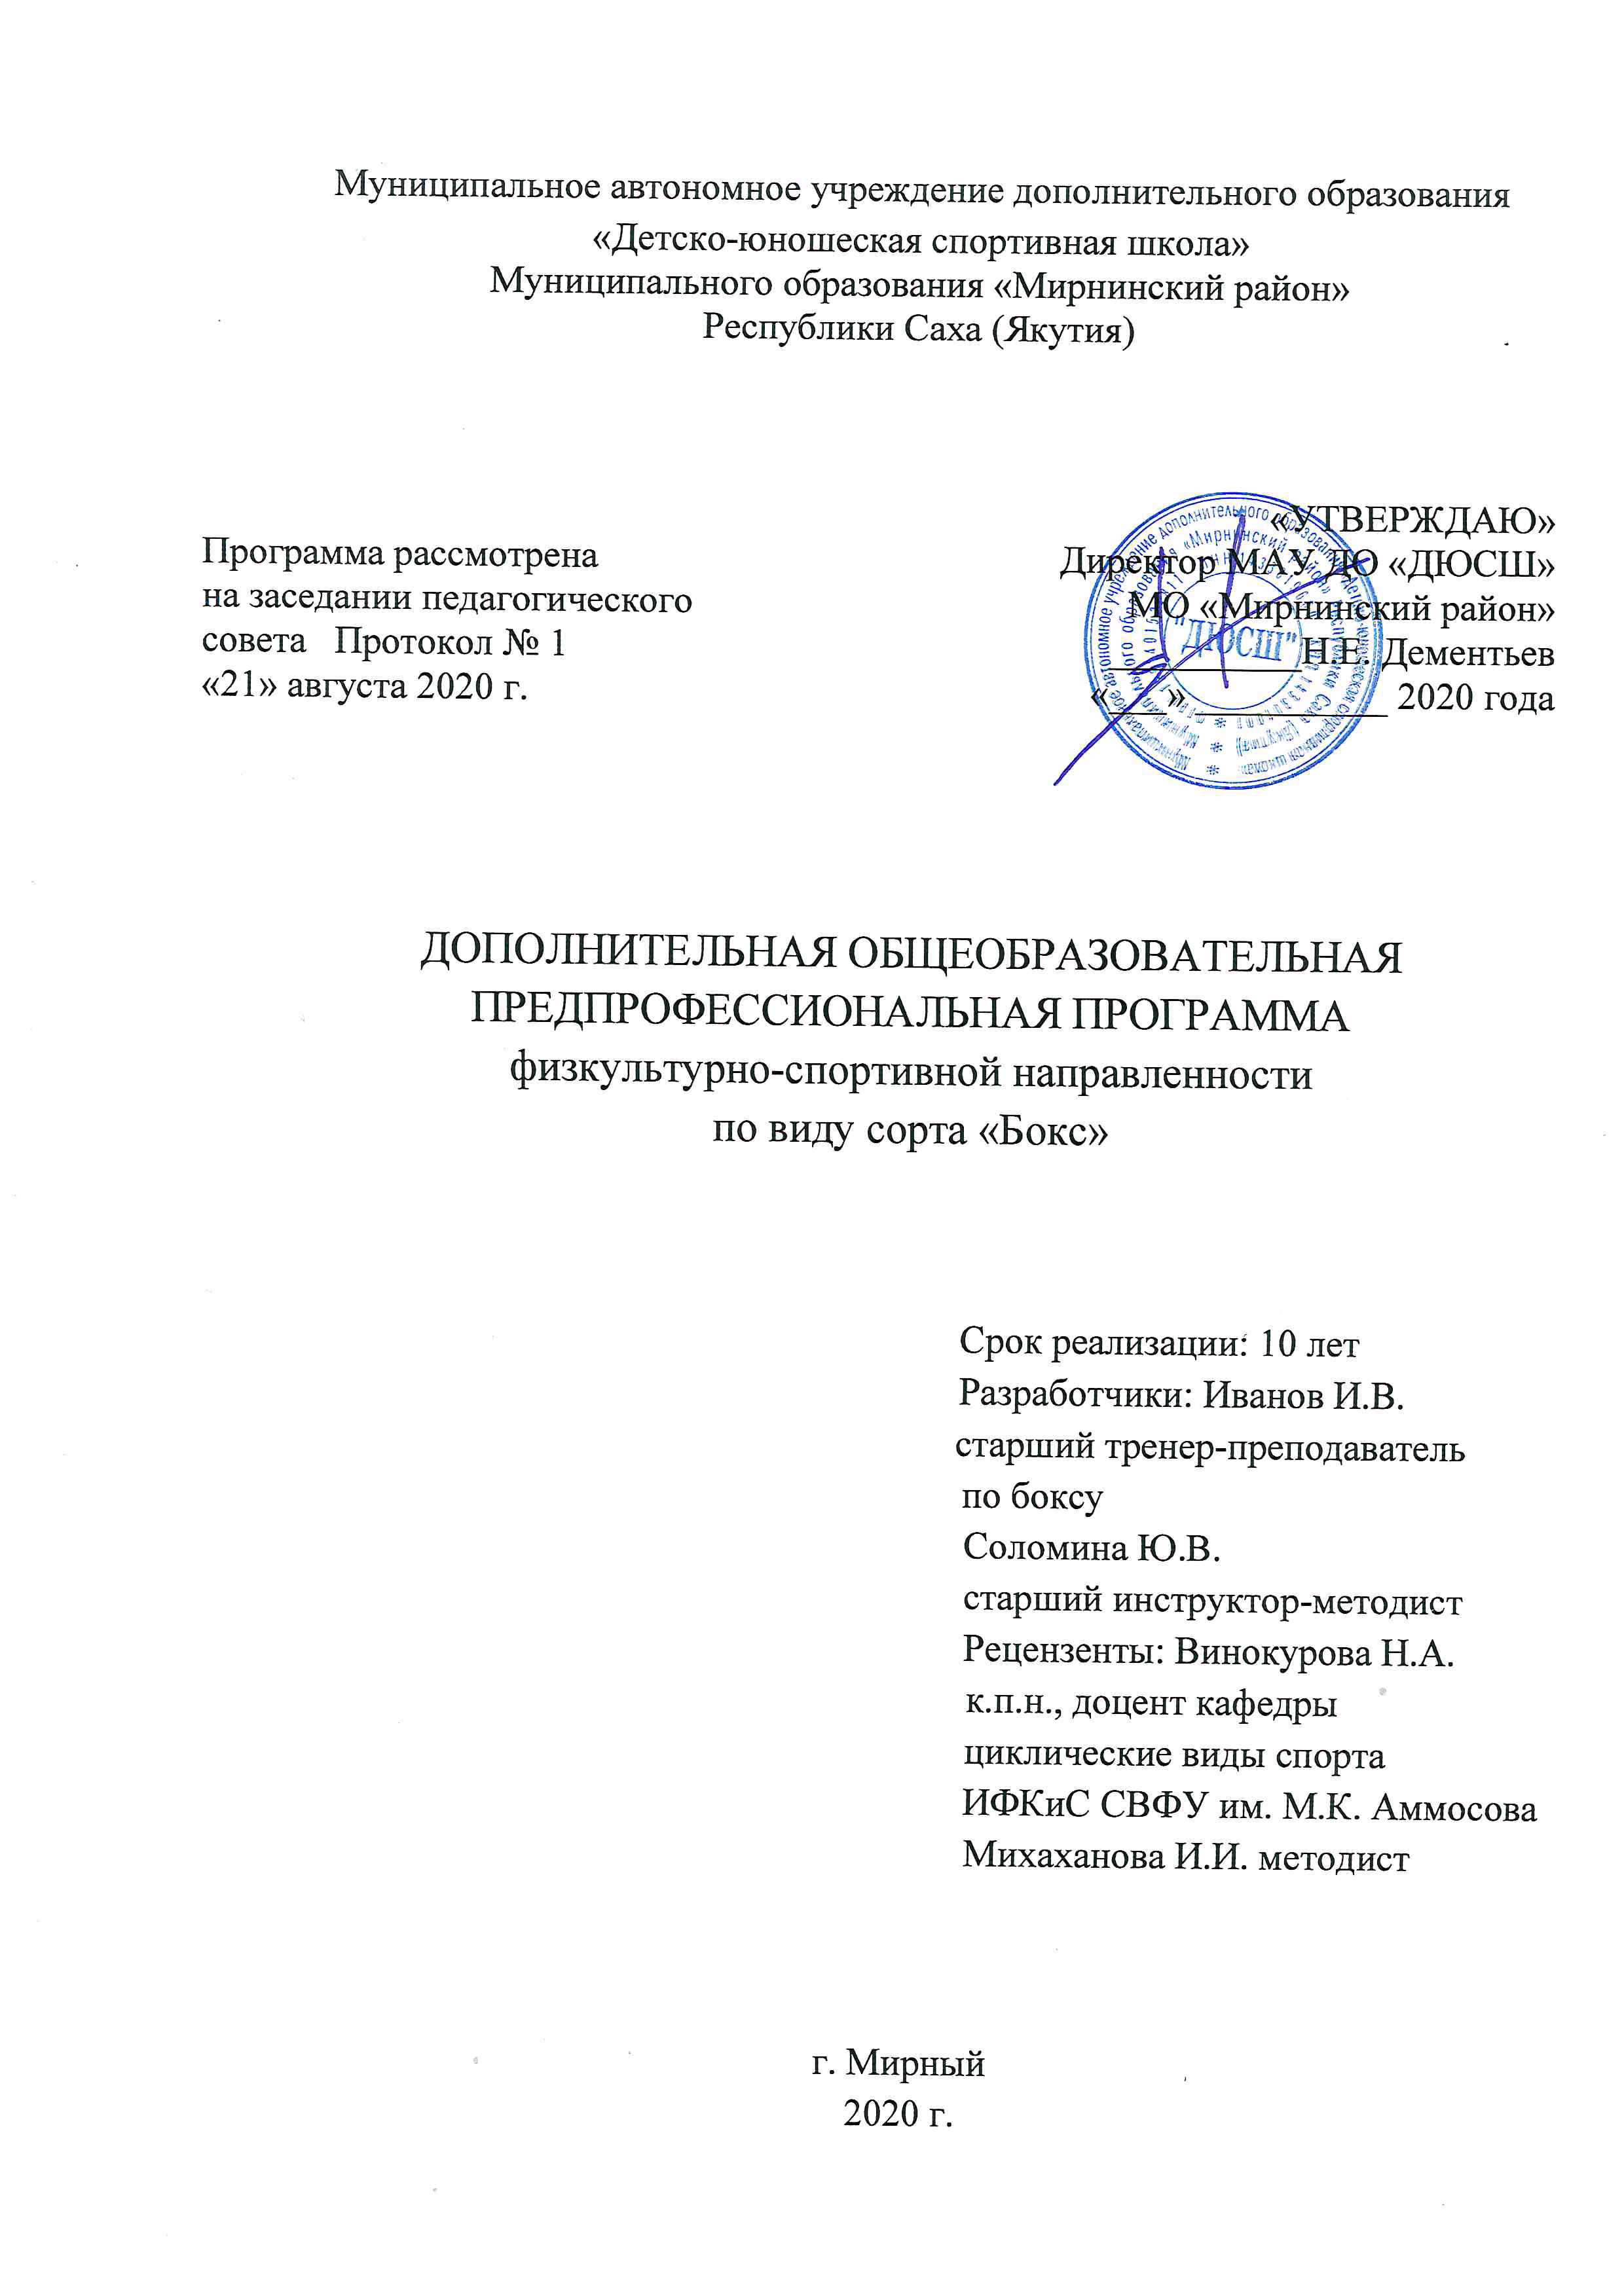 Муниципальное автономное учреждение дополнительного образования
«Детско-юношеская спортивная школа»
Муниципального образования «Мирнинский район»
Республики Саха (Якутия)
Программа рассмотрена
на заседании педагогического
совета Протокол № 1
«21» августа 2020 г.
«УТВЕРЖДАЮ»
Директор МАУ ДО «ДЮСШ»
МО «Мирнинский район»
__________Н.Е. Дементьев
«___»__________ 2020 года
"ДЮСШ"
ДОПОЛНИТЕЛЬНАЯ ОБЩЕОБРАЗОВАТЕЛЬНАЯ
ПРЕДПРОФЕССИОНАЛЬНАЯ ПРОГРАММА
физкультурно-спортивной направленности
по виду сорта «Бокс»
Срок реализации: 10 лет
Разработчики: Иванов И.В.
старший тренер-преподаватель
по боксу
Соломина Ю.В.
старший инструктор-методист
Рецензенты: Винокурова Н.А.
к.п.н., доцент кафедры
циклические виды спорта
ИФКиС СВФУ им. М.К. Аммосова
Михаханова И.И. методист
г. Мирный
2020 г.